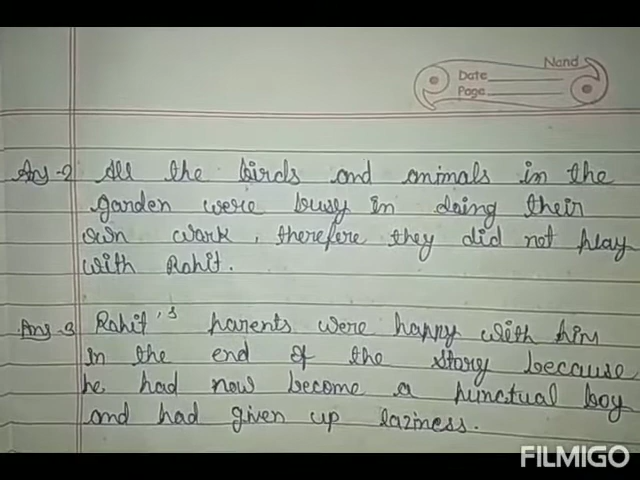 Nand
Date
Page
Ans-2 All the birds and animals in the
garden were busy in doing their
own work, therefore they did not play
with Rohit.
Ans-3 Rohit's parents were happy with him
in the end of the story because
he had now become a punctual boy
and had given up laziness.
FILMIGO